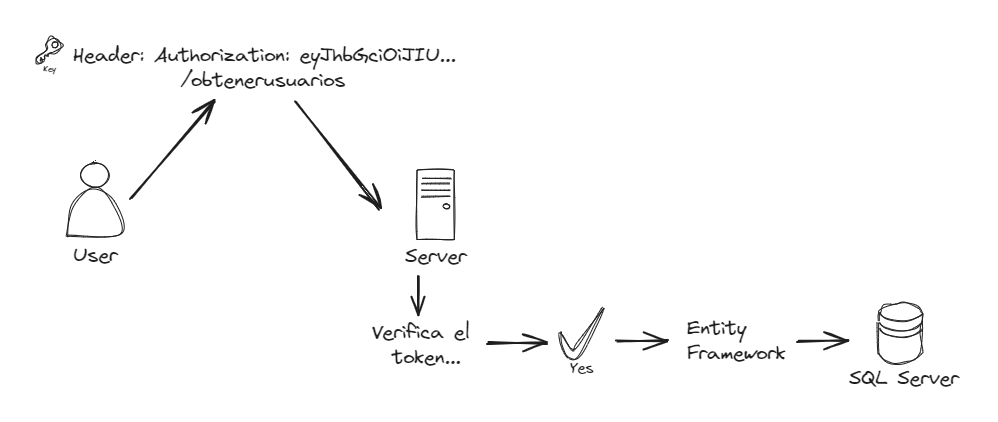 Key
Header: Authorization: eyJhbGciOiJIU...
/obtenerusuarios
User
Server
Verifica el
token...
Yes
Entity
Framework
SQL Server